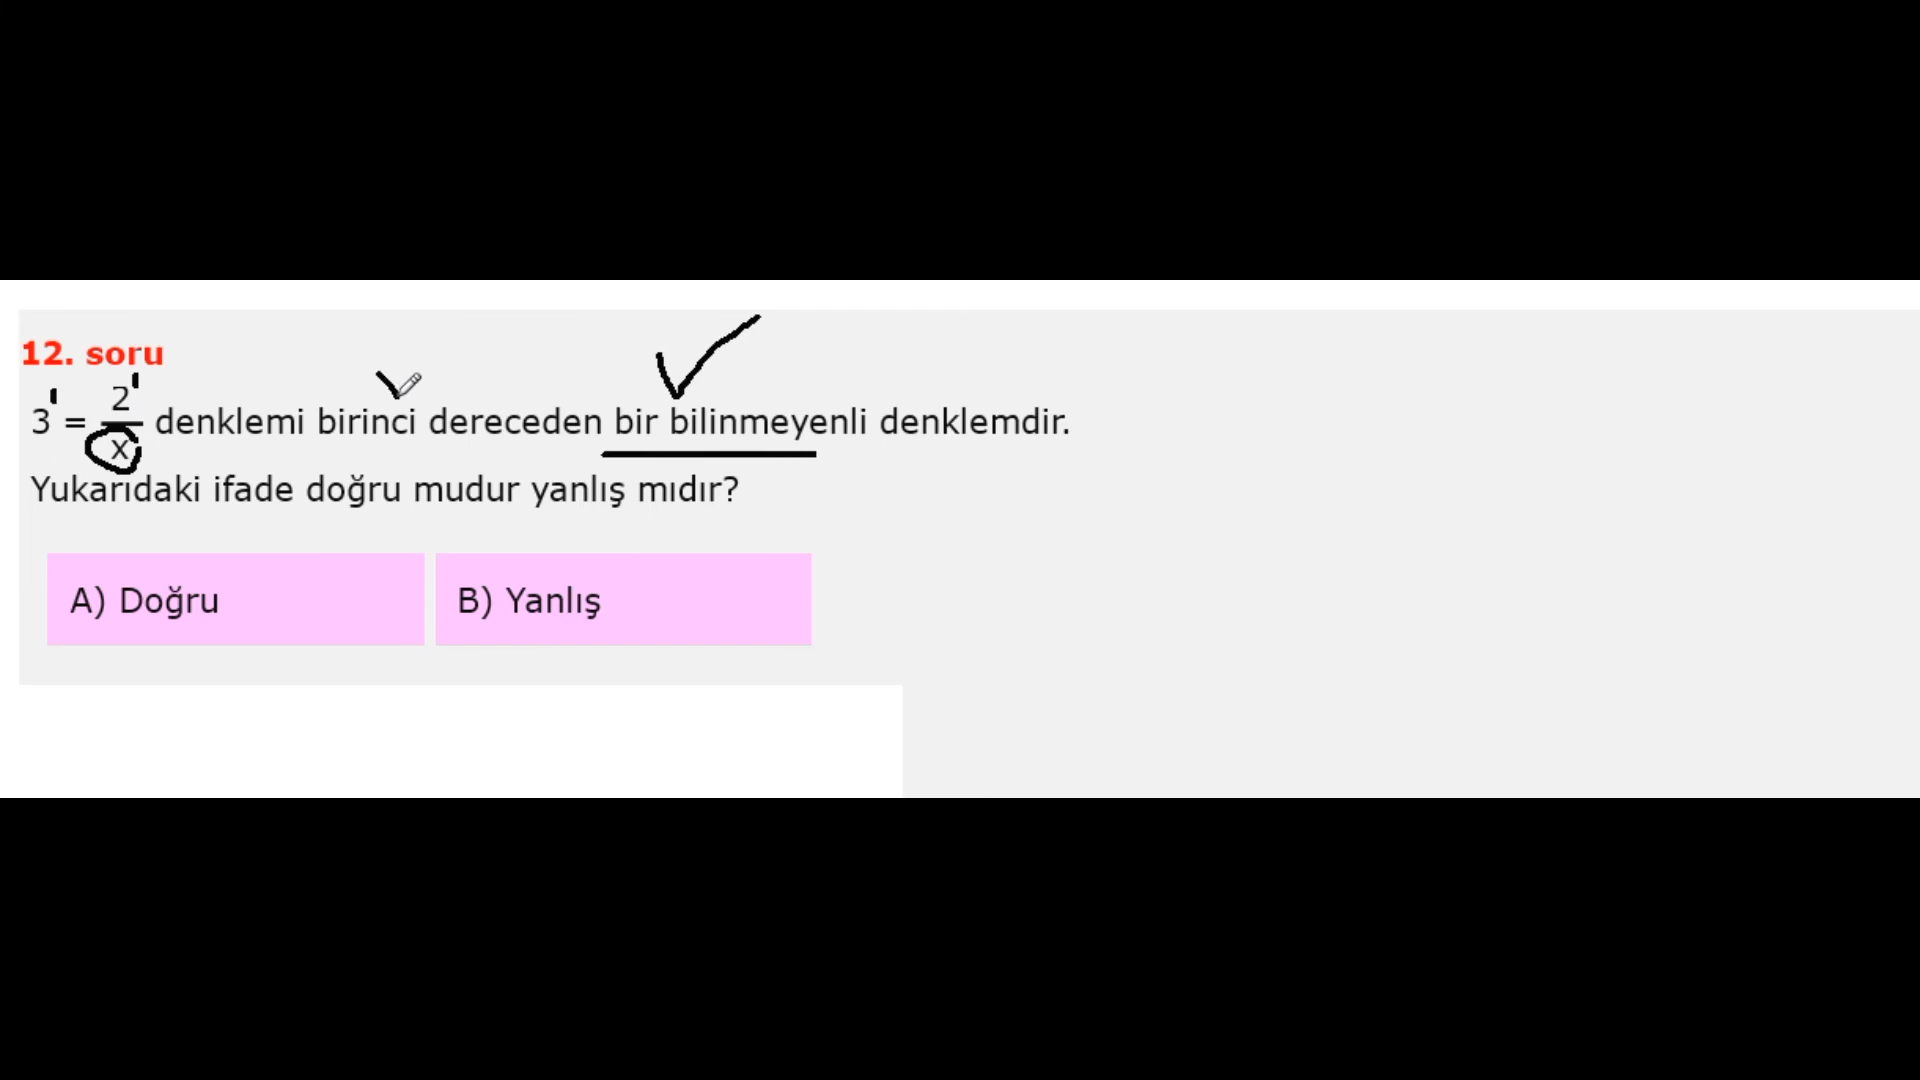 12. soru
3' = 2'/x denklemi birinci dereceden bir bilinmeyenli denklemdir.
Yukarıdaki ifade doğru mudur yanlış mıdır?
A) Doğru
B) Yanlış